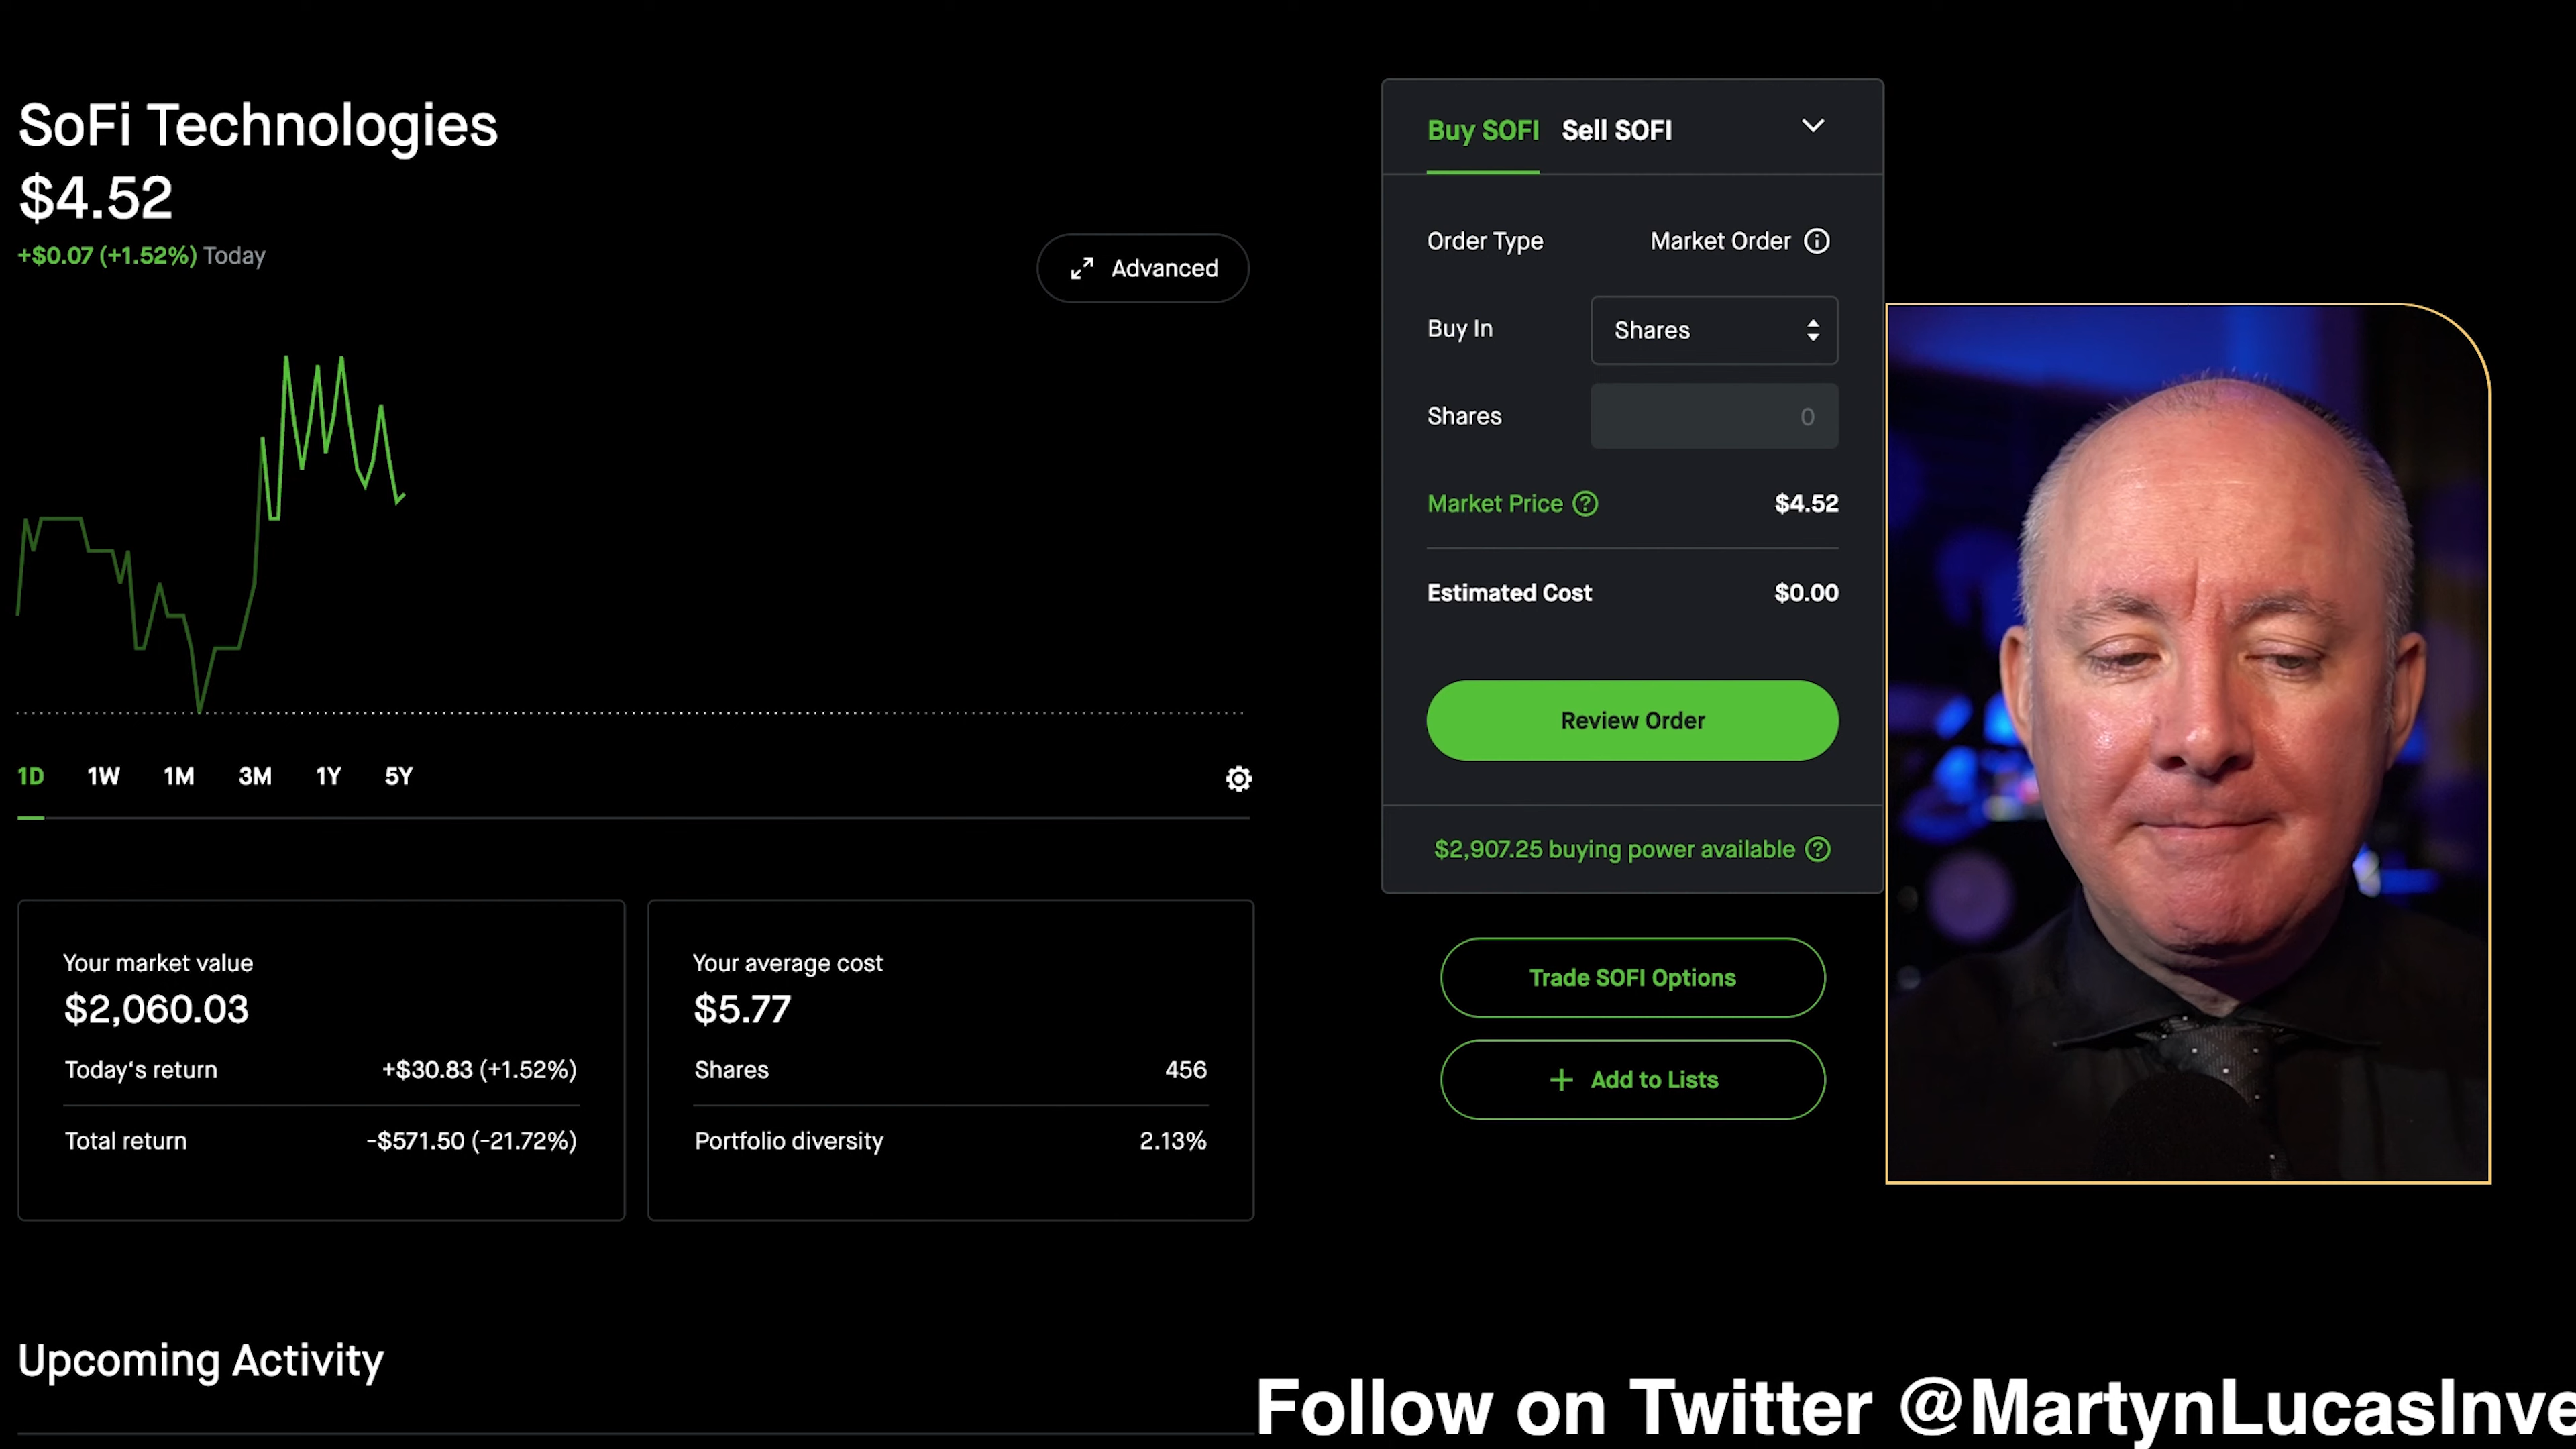 SoFi Technologies
$4.52
+$0.07 (+1.52%) Today
Advanced
1D 1W 1M 3M 1Y 5Y
Your market value
$2,060.03
Today's return +$30.83 (+1.52%)
Total return -$571.50 (-21.72%)
Your average cost
$5.77
Shares 456
Portfolio diversity 2.13%
Upcoming Activity
Buy SOFI Sell SOFI
Order Type Market Order
Buy In Shares
Shares 0
Market Price $4.52
Estimated Cost $0.00
Review Order
$2,907.25 buying power available
Trade SOFI Options
+ Add to Lists
Follow on Twitter @MartynLucasInve